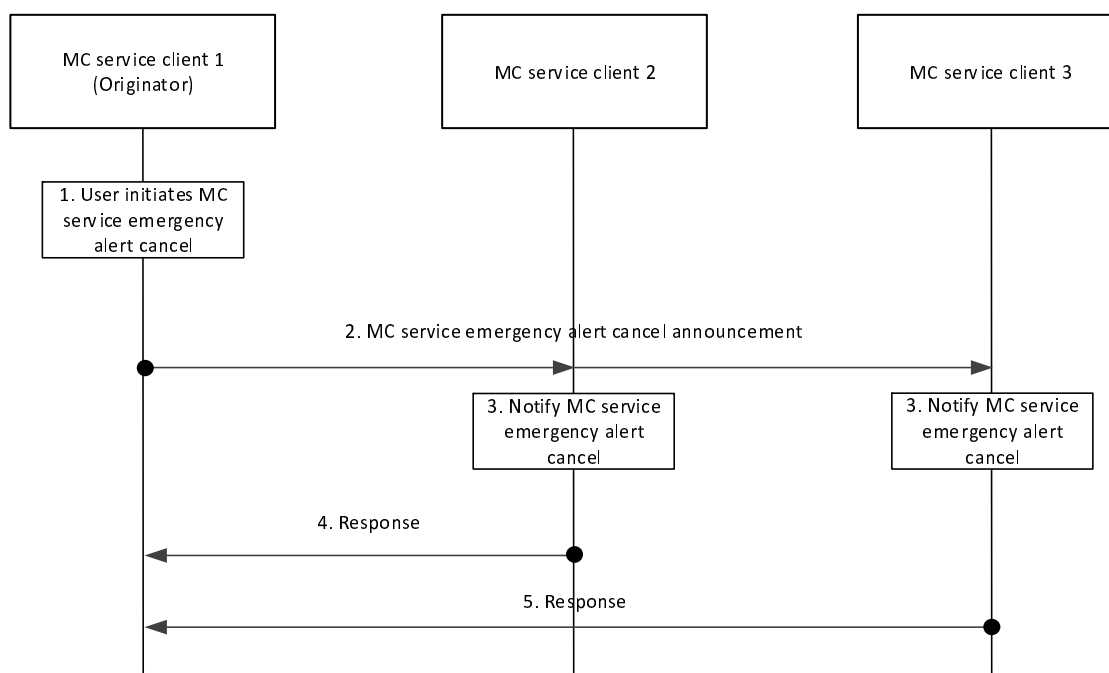 MC service client 1
(Originator)
MC service client 2
MC service client 3
1. User initiates MC
service emergency
alert cancel
2. MC service emergency alert cancel announcement
3. Notify MC service
emergency alert
cancel
3. Notify MC service
emergency alert
cancel
4. Response
5. Response